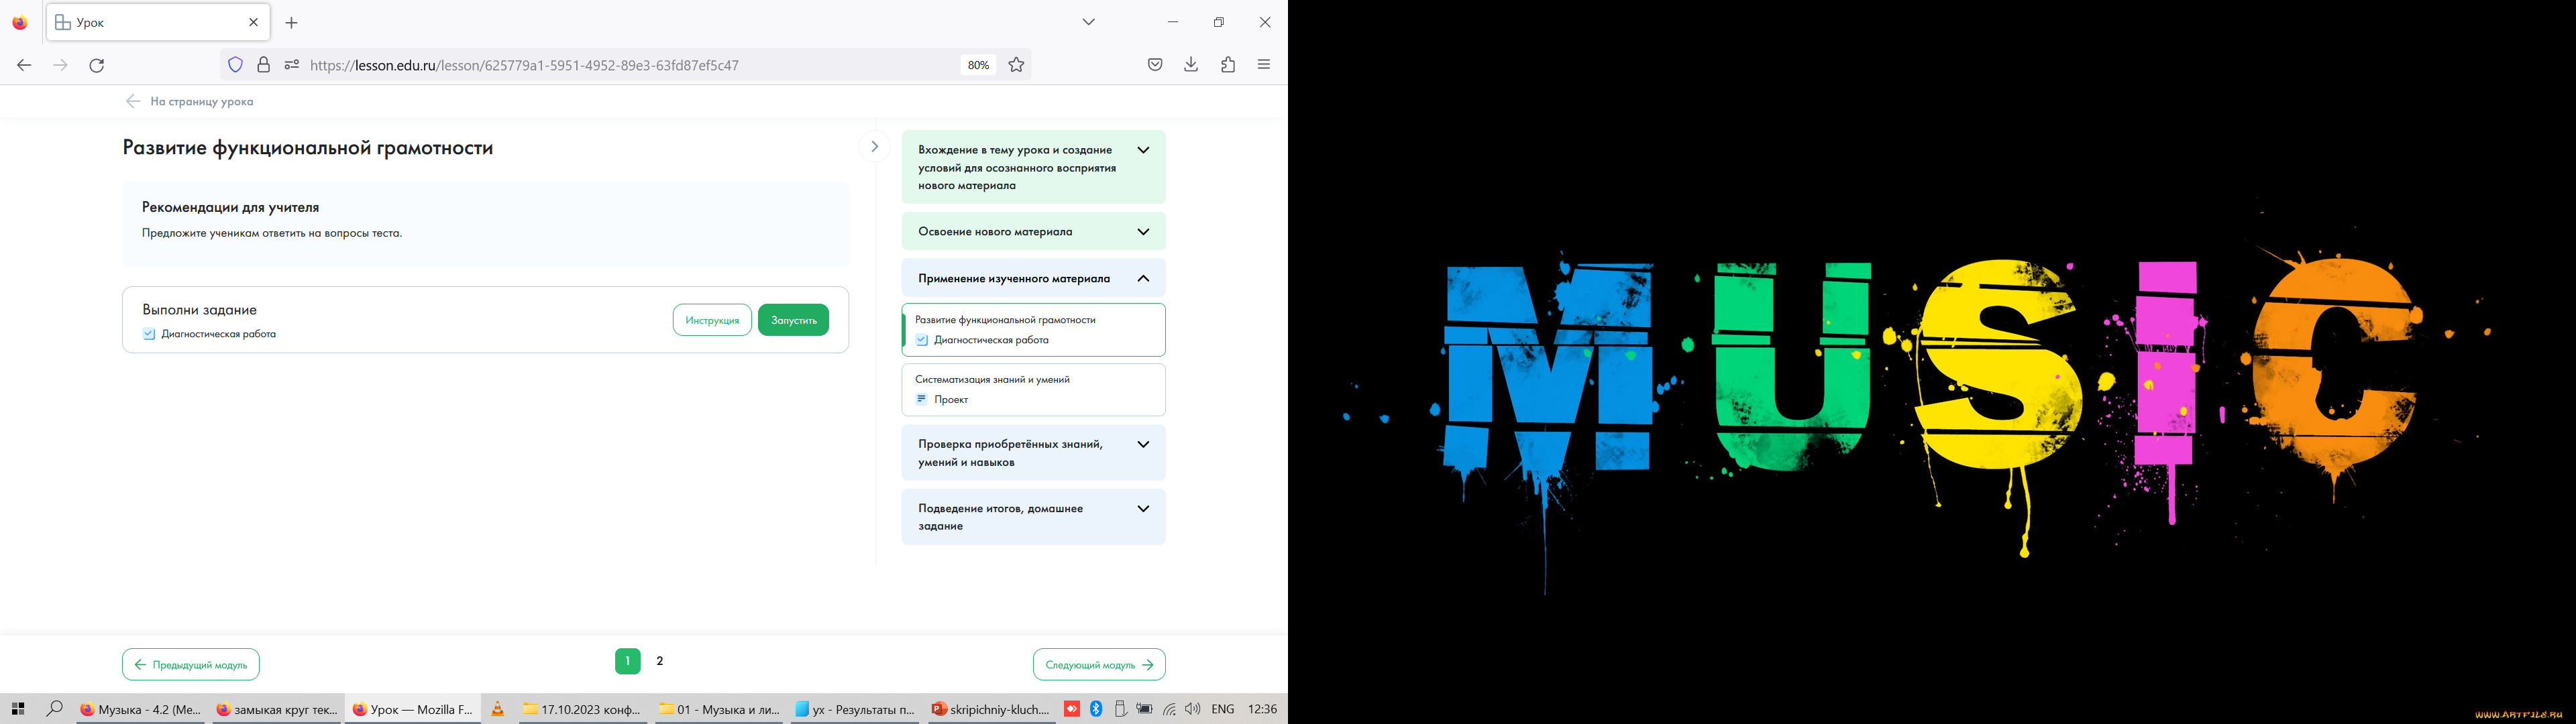 Урок
https://lesson.edu.ru/lesson/625779a1-5951-4952-89e3-63fd87ef5c47
80%
На страницу урока
Развитие функциональной грамотности
Рекомендации для учителя
Предложите ученикам ответить на вопросы теста.
Выполни задание
Диагностическая работа
Инструкция
Запустить
Вхождение в тему урока и создание
условий для осознанного восприятия
нового материала
Освоение нового материала
Применение изученного материала
Развитие функциональной грамотности
Диагностическая работа
Систематизация знаний и умений
Проект
Проверка приобретённых знаний,
умений и навыков
Подведение итогов, домашнее
задание
Предыдущий модуль
1
2
Следующий модуль
Музыка - 4.2 (Ме...
замыкая круг тек...
Урок — Mozilla F...
17.10.2023 конф...
01 - Музыка и ли...
ух - Результаты п...
skripichniy-kluch....
ENG
12:36
MUSIC
www.ARTFILE.RU